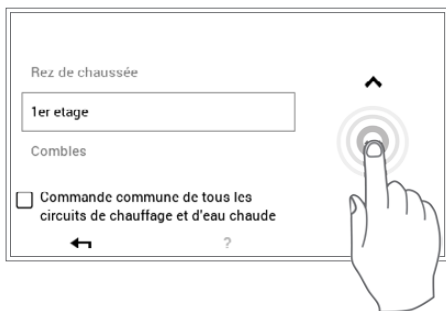 Rez de chaussée
1er etage
Combles
Commande commune de tous les
circuits de chauffage et d'eau chaude
?